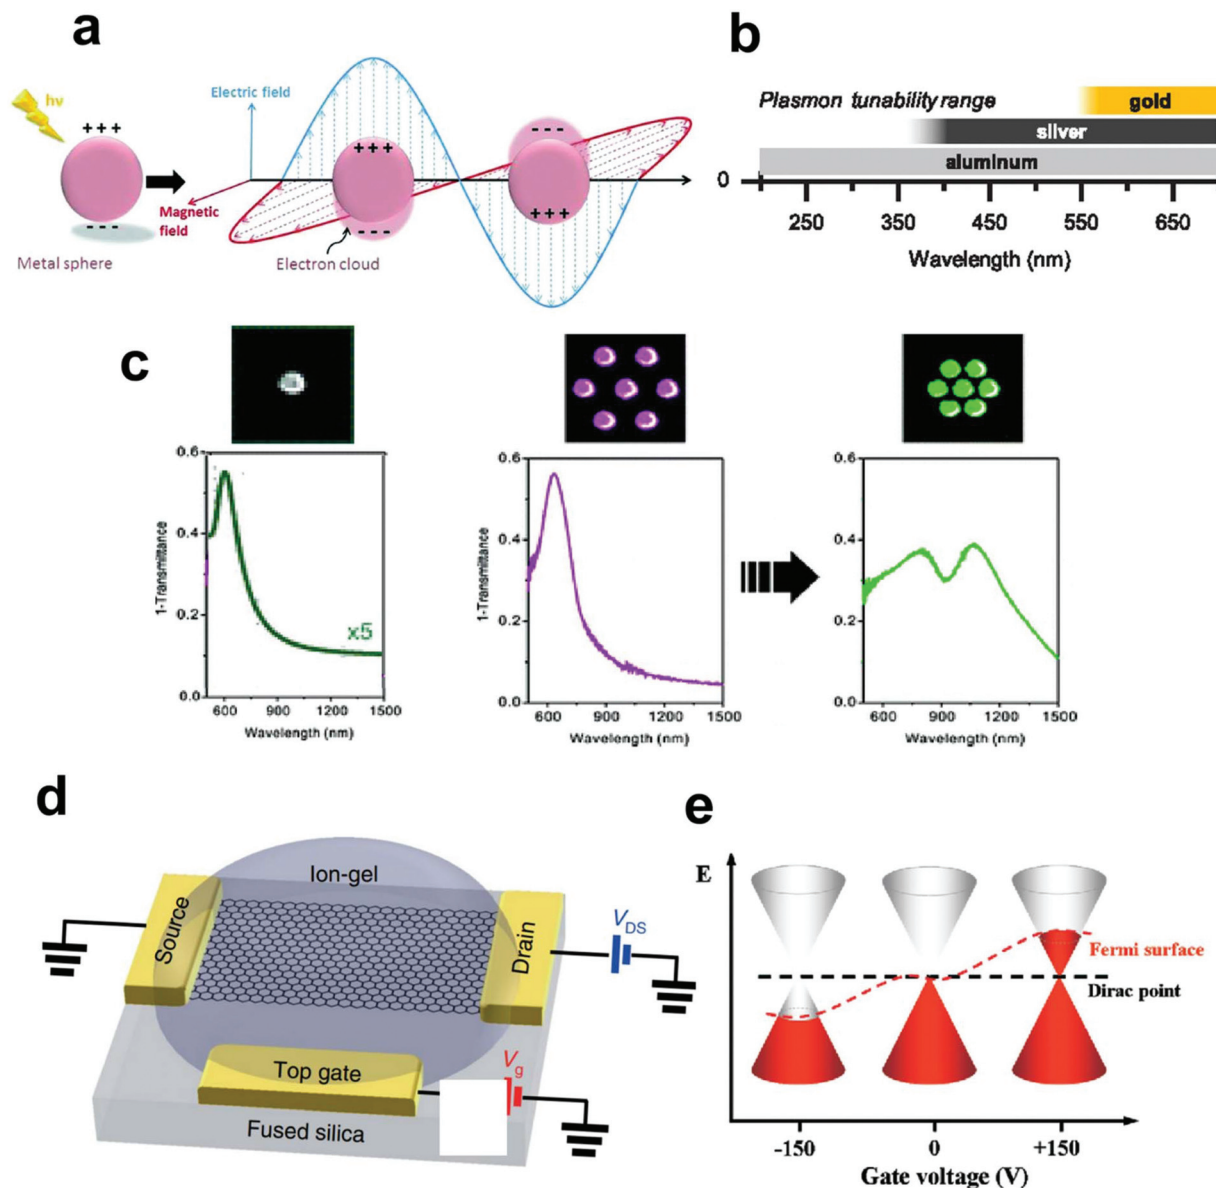 a
hν
+ + +
- - -
Metal sphere
Electric field
Magnetic
field
+ + +
- - -
Electron cloud
- - -
+ + +
b
Plasmon tunability range
gold
silver
aluminum
0
250 350 450 550 650
Wavelength (nm)
c
0.6
0.4
0.2
0.0
1-Transmittance
x5
600 900 1200 1500
Wavelength (nm)
0.6
0.4
0.2
0.0
1-Transmittance
600 900 1200 1500
Wavelength (nm)
0.6
0.4
0.2
0.0
600 900 1200 1500
Wavelength (nm)
d
Ion-gel
Source
Drain
VDS
Top gate
Vg
Fused silica
e
E
Fermi surface
Dirac point
-150 0 +150
Gate voltage (V)